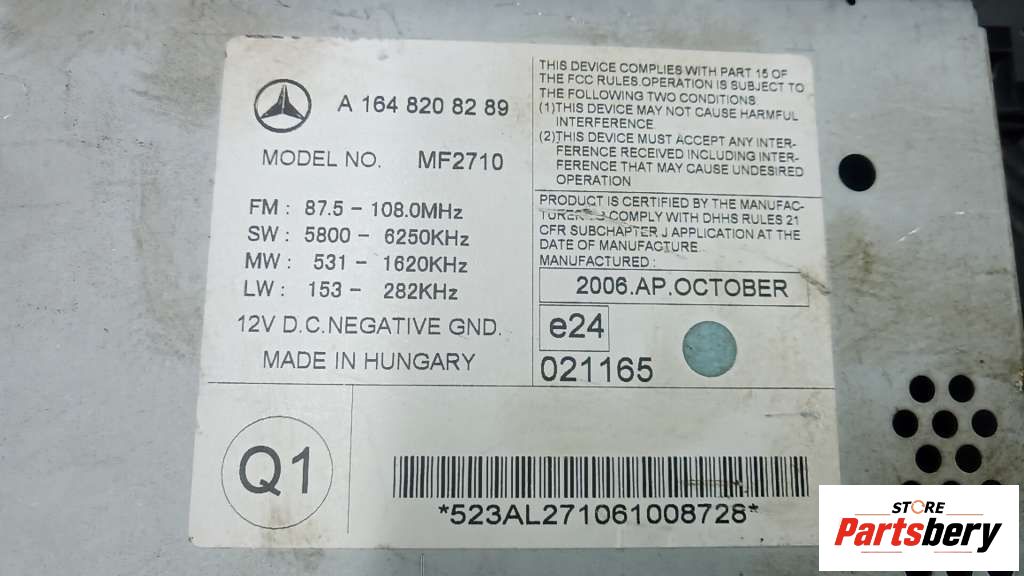 A 164 820 82 89
MODEL NO. MF2710
FM : 87.5 - 108.0MHz
SW : 5800 - 6250KHz
MW : 531 - 1620KHz
LW : 153 - 282KHz
12V D.C.NEGATIVE GND.
MADE IN HUNGARY
THIS DEVICE COMPLIES WITH PART 15 OF
THE FCC RULES OPERATION IS SUBJECT TO
THE FOLLOWING TWO CONDITIONS
(1)THIS DEVICE MAY NOT CAUSE HARMFUL
INTERFERENCE
(2)THIS DEVICE MUST ACCEPT ANY INTER-
FERENCE RECEIVED INCLUDING INTER-
FERENCE THAT MAY CAUSE UNDESIRED
OPERATION
PRODUCT IS CERTIFIED BY THE MANUFAC-
COMPLY WITH DHHS RULES 21
CFR SUBCHAPTER J APPLICATION AT THE
DATE OF MANUFACTURE
MANUFACTURED :
2006.AP.OCTOBER
e24
021165
Q1
*523AL271061008728*
STORE
Partsbery